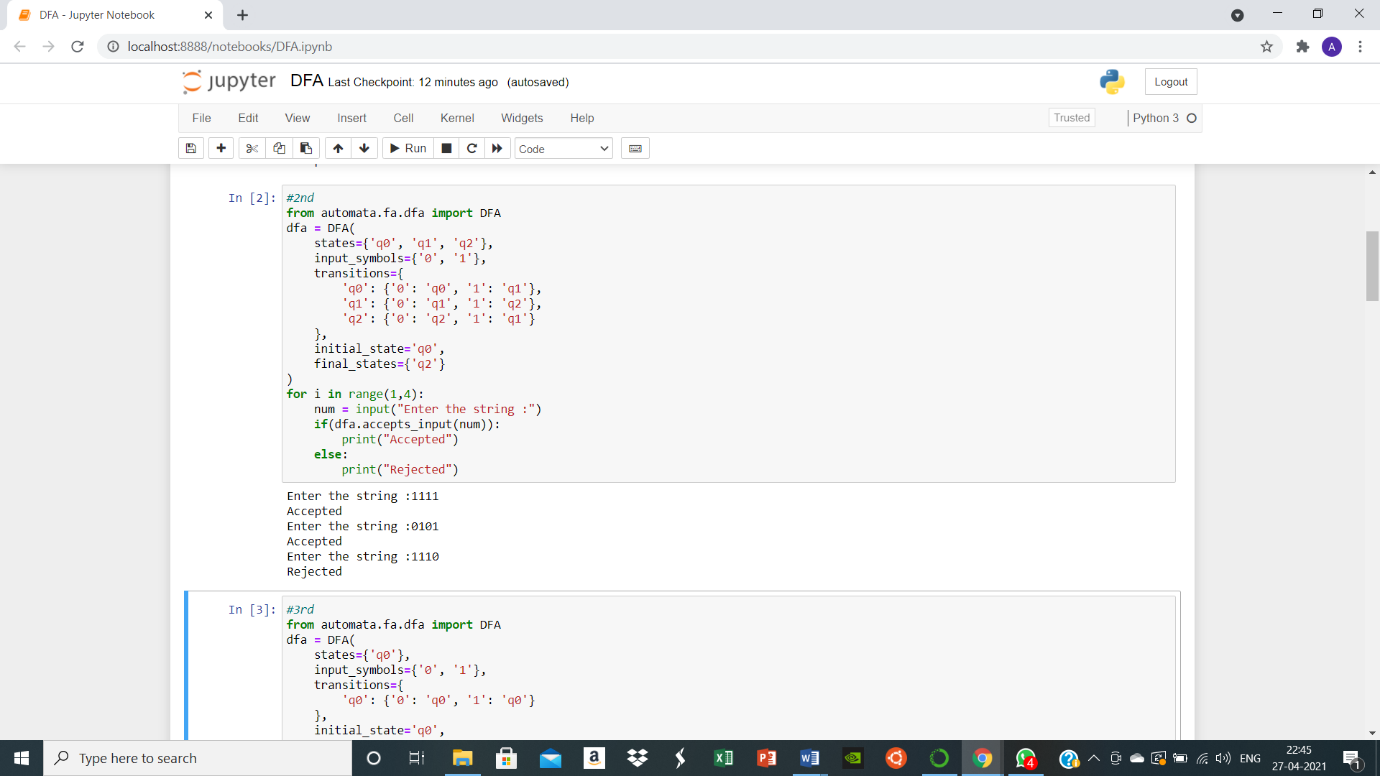 DFA - Jupyter Notebook
localhost:8888/notebooks/DFA.ipynb
A
jupyter DFA Last Checkpoint: 12 minutes ago (autosaved)
Logout
File Edit View Insert Cell Kernel Widgets Help
Trusted
Python 3
Run
Code
In [2]: #2nd
from automata.fa.dfa import DFA
dfa = DFA(
    states={'q0', 'q1', 'q2'},
    input_symbols={'0', '1'},
    transitions={
        'q0': {'0': 'q0', '1': 'q1'},
        'q1': {'0': 'q1', '1': 'q2'},
        'q2': {'0': 'q2', '1': 'q1'}
    },
    initial_state='q0',
    final_states={'q2'}
)
for i in range(1,4):
    num = input("Enter the string :")
    if(dfa.accepts_input(num)):
        print("Accepted")
    else:
        print("Rejected")
Enter the string :1111
Accepted
Enter the string :0101
Accepted
Enter the string :1110
Rejected
In [3]: #3rd
from automata.fa.dfa import DFA
dfa = DFA(
    states={'q0'},
    input_symbols={'0', '1'},
    transitions={
        'q0': {'0': 'q0', '1': 'q0'}
    },
    initial_state='q0',
Type here to search
4
ENG
22:45
27-04-2021
1